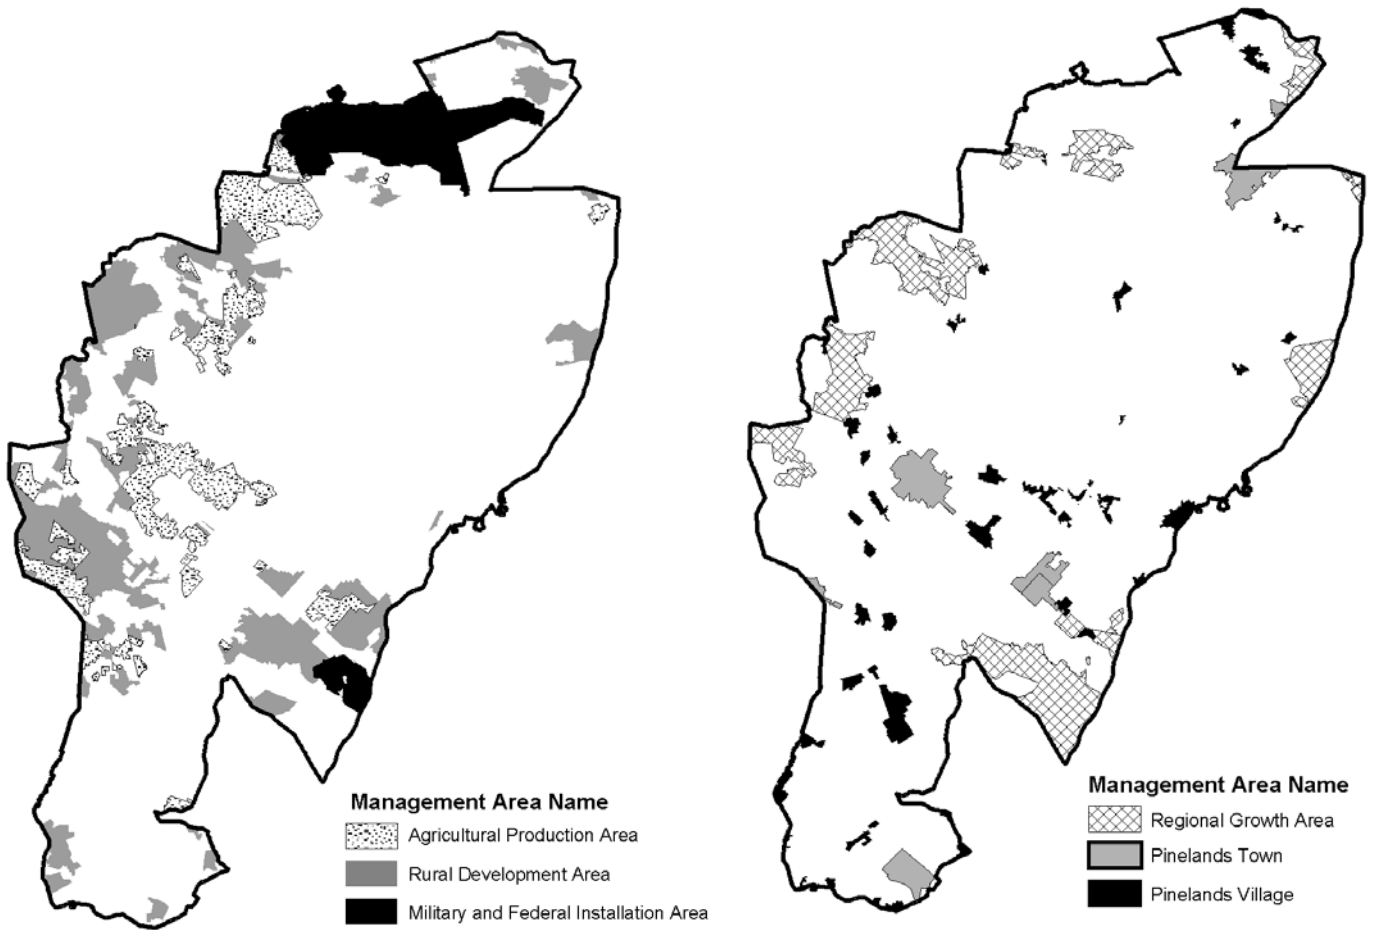 Management Area Name
Agricultural Production Area
Rural Development Area
Military and Federal Installation Area
Management Area Name
Regional Growth Area
Pinelands Town
Pinelands Village